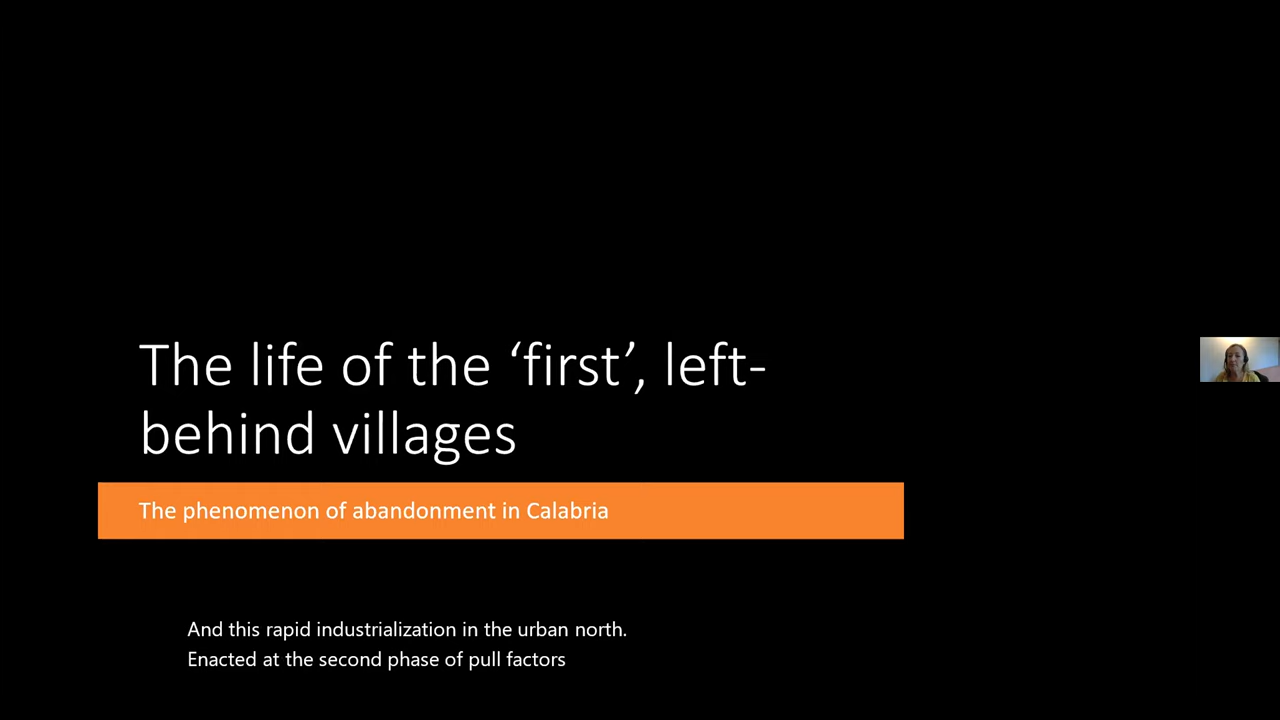 The life of the ‘first’, left-
behind villages
The phenomenon of abandonment in Calabria
And this rapid industrialization in the urban north.
Enacted at the second phase of pull factors